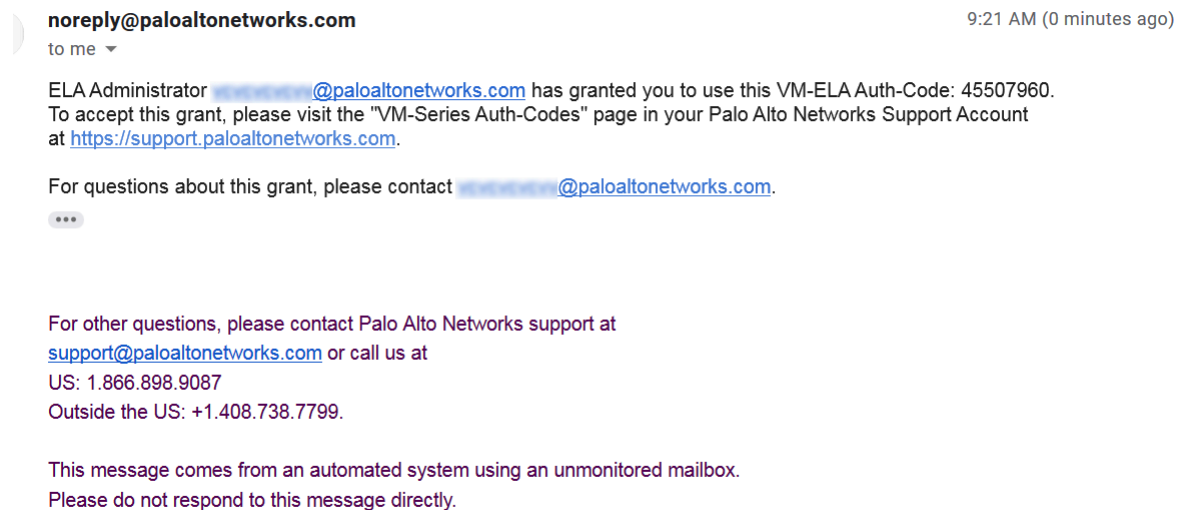 noreply@paloaltonetworks.com
9:21 AM (0 minutes ago)
to me
ELA Administrator @paloaltonetworks.com has granted you to use this VM-ELA Auth-Code: 45507960.
To accept this grant, please visit the "VM-Series Auth-Codes" page in your Palo Alto Networks Support Account
at https://support.paloaltonetworks.com.
For questions about this grant, please contact @paloaltonetworks.com.
For other questions, please contact Palo Alto Networks support at
support@paloaltonetworks.com or call us at
US: 1.866.898.9087
Outside the US: +1.408.738.7799.
This message comes from an automated system using an unmonitored mailbox.
Please do not respond to this message directly.